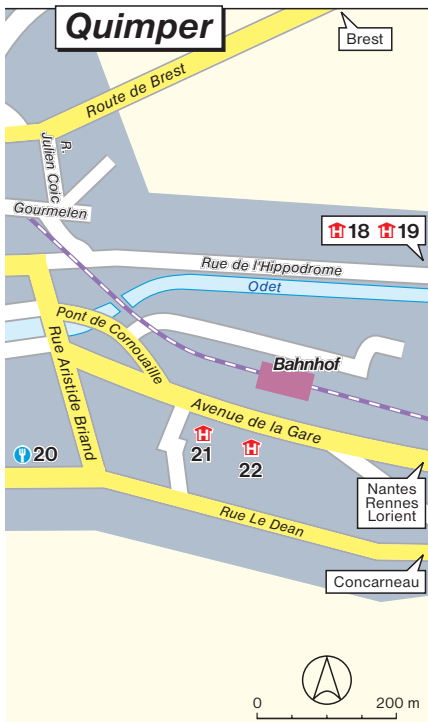 Quimper
Brest
Route de Brest
R.
Julien Coic
Gourmelen
18 19
Rue de l'Hippodrome
Odet
Pont de Cornouaille
Bahnhof
Rue Aristide Briand
Avenue de la Gare
20
21
22
Nantes
Rennes
Lorient
Rue Le Dean
Concarneau
0 200 m